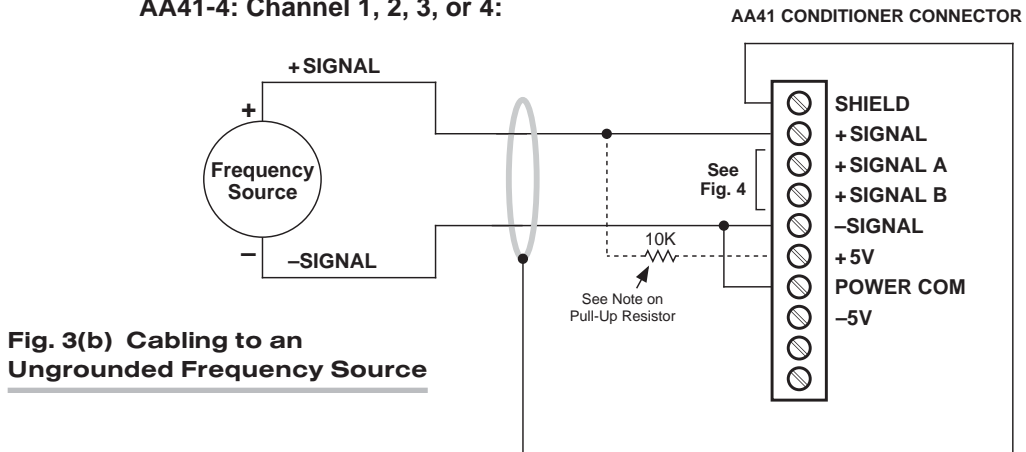 AA41-4: Channel 1, 2, 3, or 4:
AA41 CONDITIONER CONNECTOR
+SIGNAL
+
Frequency
Source
–
–SIGNAL
See
Fig. 4
10K
See Note on
Pull-Up Resistor
SHIELD
+SIGNAL
+SIGNAL A
+SIGNAL B
–SIGNAL
+5V
POWER COM
–5V
Fig. 3(b) Cabling to an
Ungrounded Frequency Source